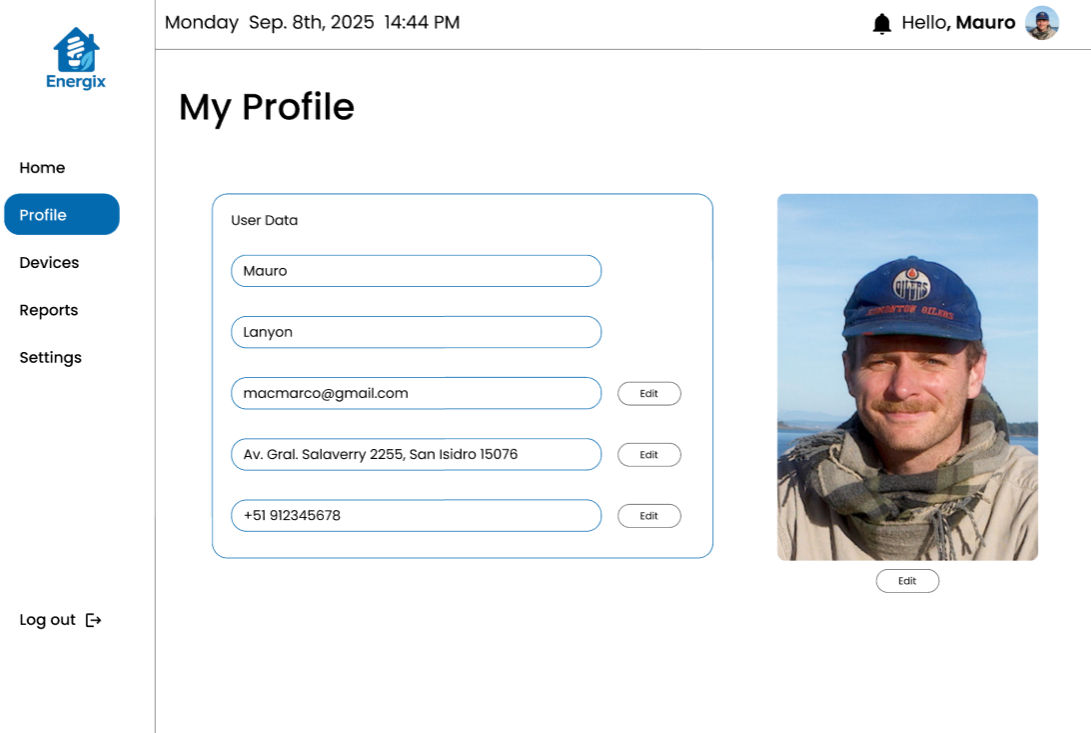 Monday Sep. 8th, 2025 14:44 PM
Hello, Mauro
Energix
My Profile
Home
Profile
Devices
Reports
Settings
Log out
User Data
Mauro
Lanyon
macmarco@gmail.com
Edit
Av. Gral. Salaverry 2255, San Isidro 15076
Edit
+51 912345678
Edit
OILERS
EDMONTON OILERS
Edit